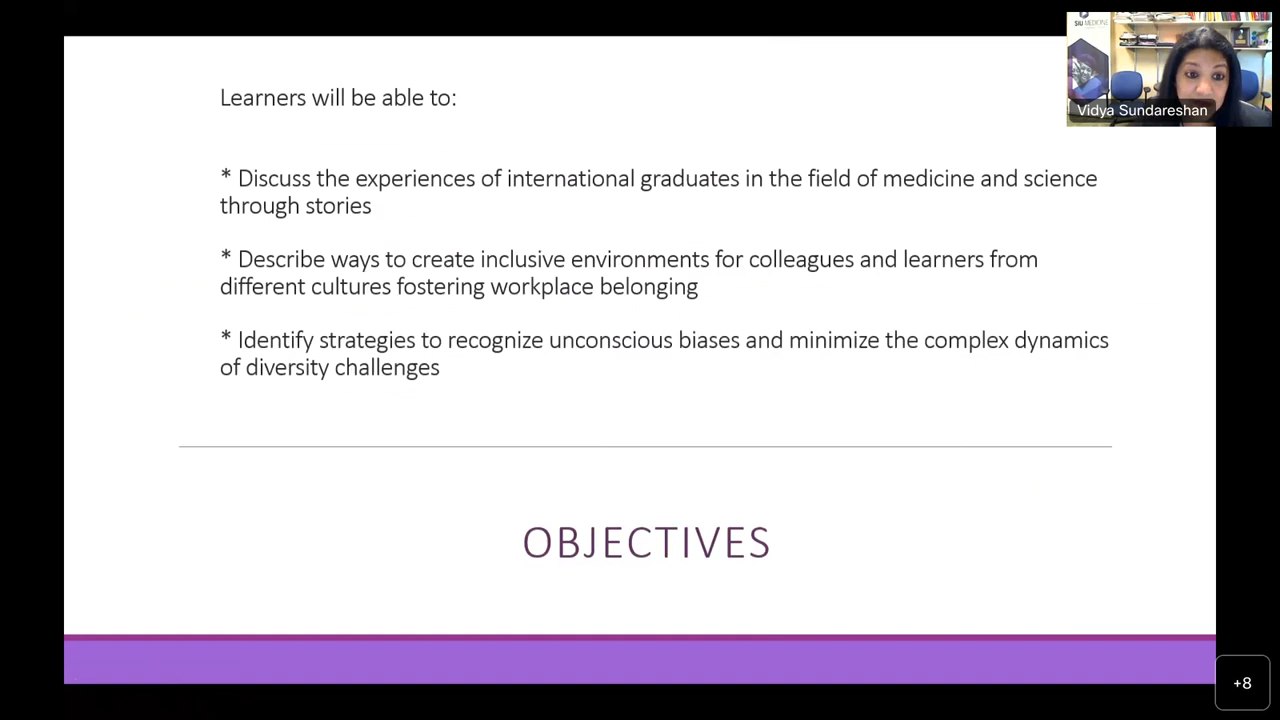 SIU MEDICINE
Vidya Sundareshan
Learners will be able to:
* Discuss the experiences of international graduates in the field of medicine and science
through stories
* Describe ways to create inclusive environments for colleagues and learners from
different cultures fostering workplace belonging
* Identify strategies to recognize unconscious biases and minimize the complex dynamics
of diversity challenges
OBJECTIVES
+8